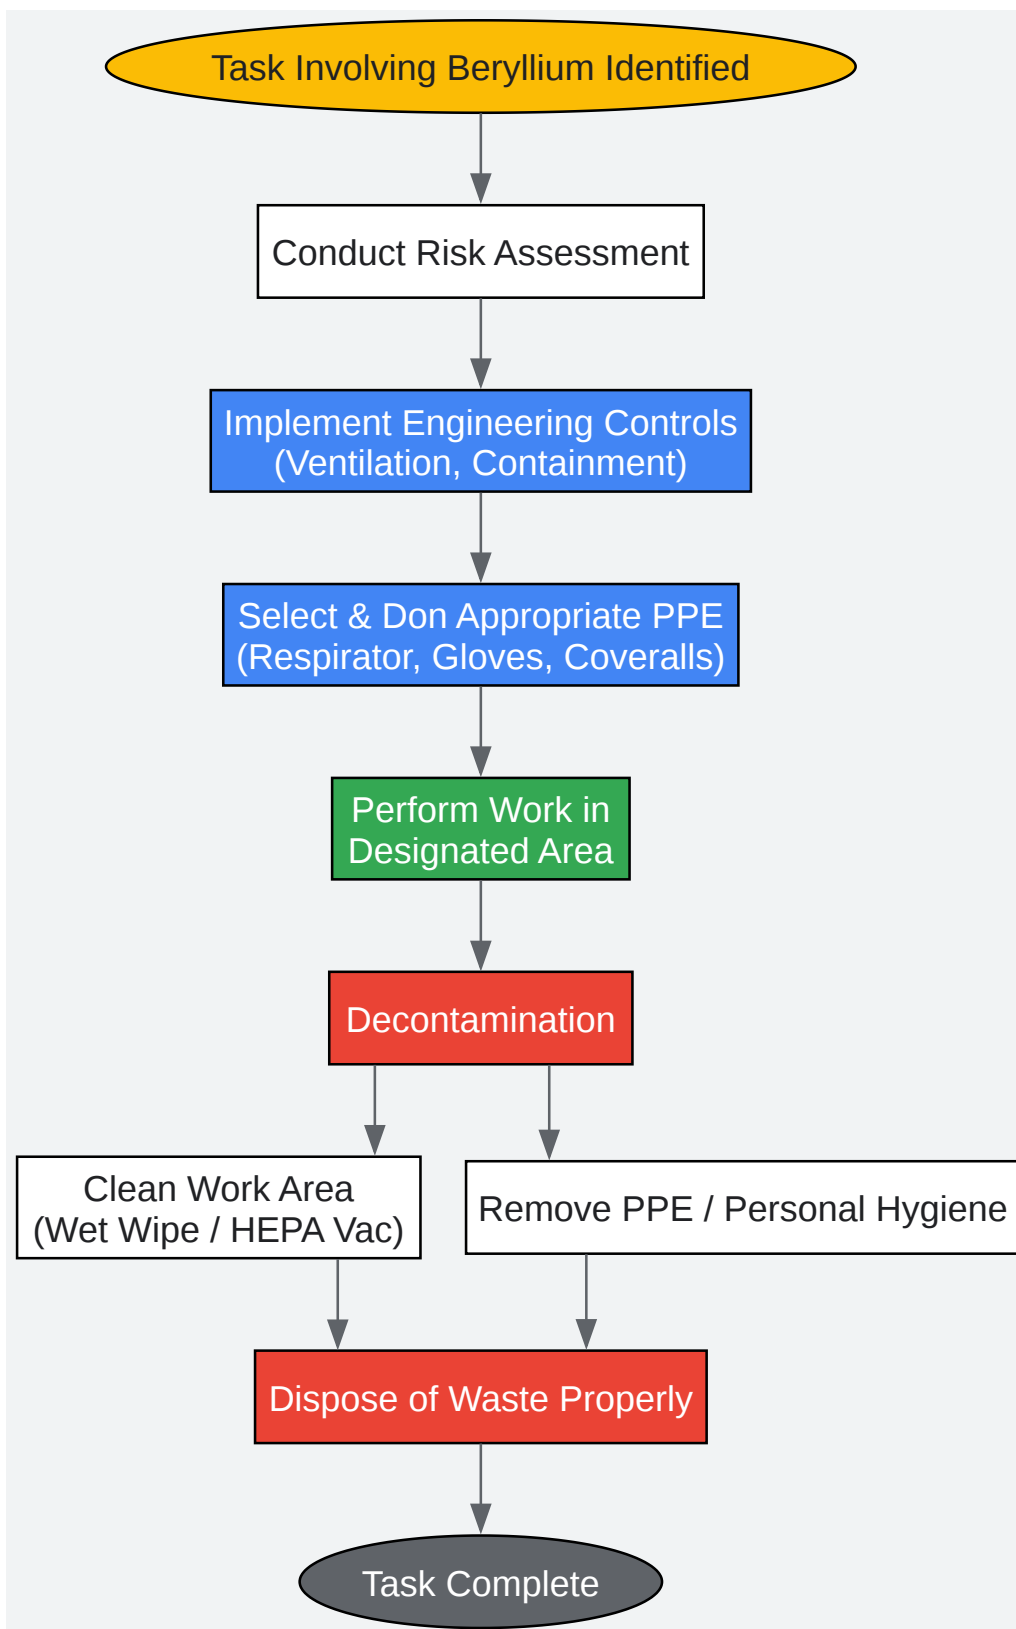 Task Involving Beryllium Identified
Conduct Risk Assessment
Implement Engineering Controls
(Ventilation, Containment)
Select & Don Appropriate PPE
(Respirator, Gloves, Coveralls)
Perform Work in
Designated Area
Decontamination
Clean Work Area
(Wet Wipe / HEPA Vac)
Remove PPE / Personal Hygiene
Dispose of Waste Properly
Task Complete